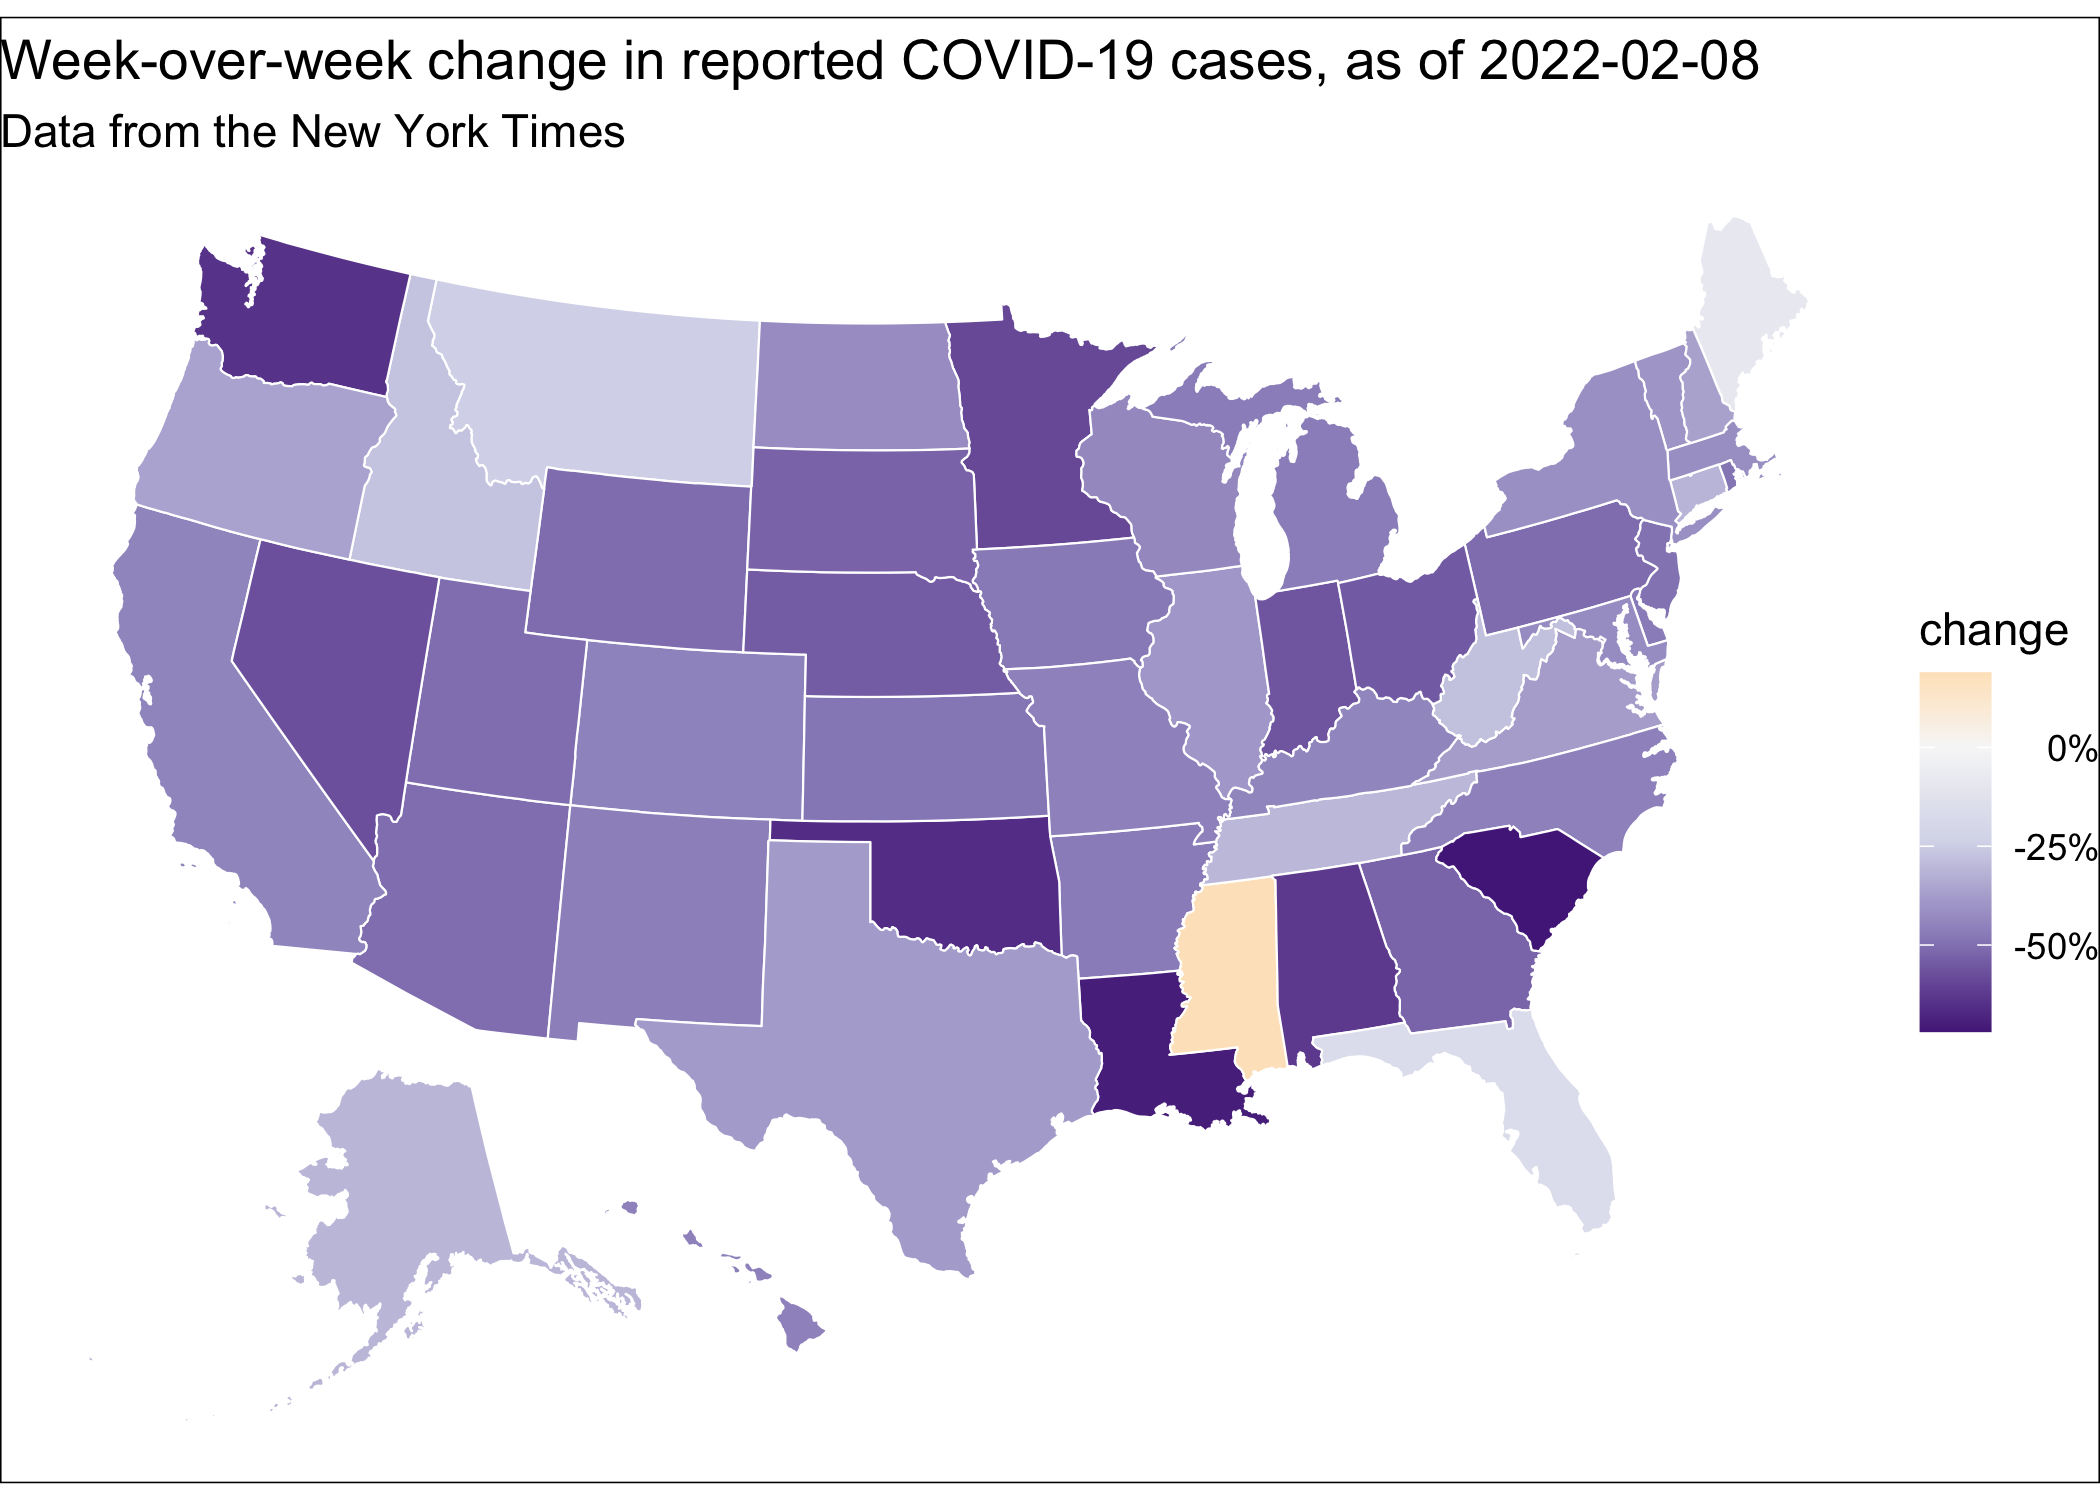 Week-over-week change in reported COVID-19 cases, as of 2022-02-08
Data from the New York Times
change
0%
-25%
-50%